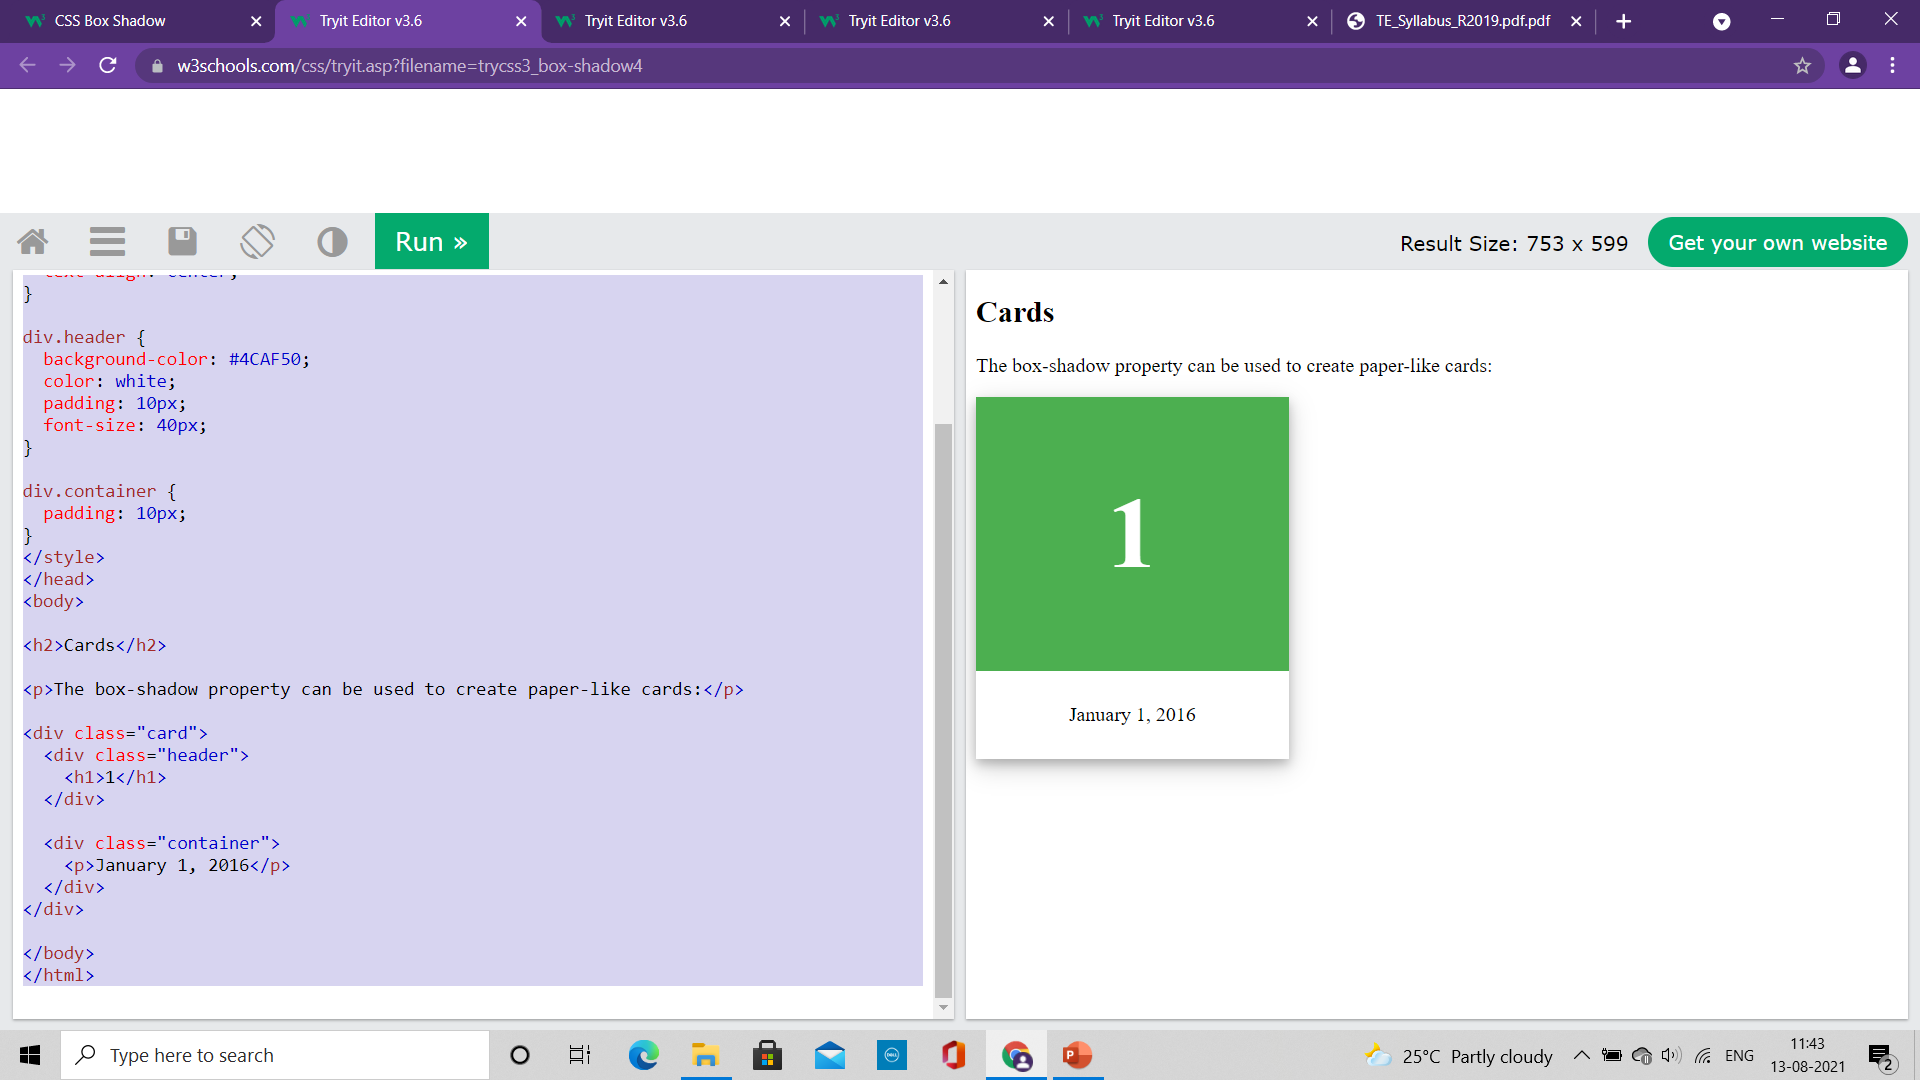 CSS Box Shadow
Tryit Editor v3.6
Tryit Editor v3.6
Tryit Editor v3.6
Tryit Editor v3.6
TE_Syllabus_R2019.pdf.pdf
w3schools.com/css/tryit.asp?filename=trycss3_box-shadow4
Run »
Result Size: 753 x 599
Get your own website
text-align: center;
}
div.header {
background-color: #4CAF50;
color: white;
padding: 10px;
font-size: 40px;
}
div.container {
padding: 10px;
}
</style>
</head>
<body>
<h2>Cards</h2>
<p>The box-shadow property can be used to create paper-like cards:</p>
<div class="card">
<div class="header">
<h1>1</h1>
</div>
<div class="container">
<p>January 1, 2016</p>
</div>
</div>
</body>
</html>
Cards
The box-shadow property can be used to create paper-like cards:
1
January 1, 2016
Type here to search
DELL
P
25°C Partly cloudy
ENG
11:43
13-08-2021
2